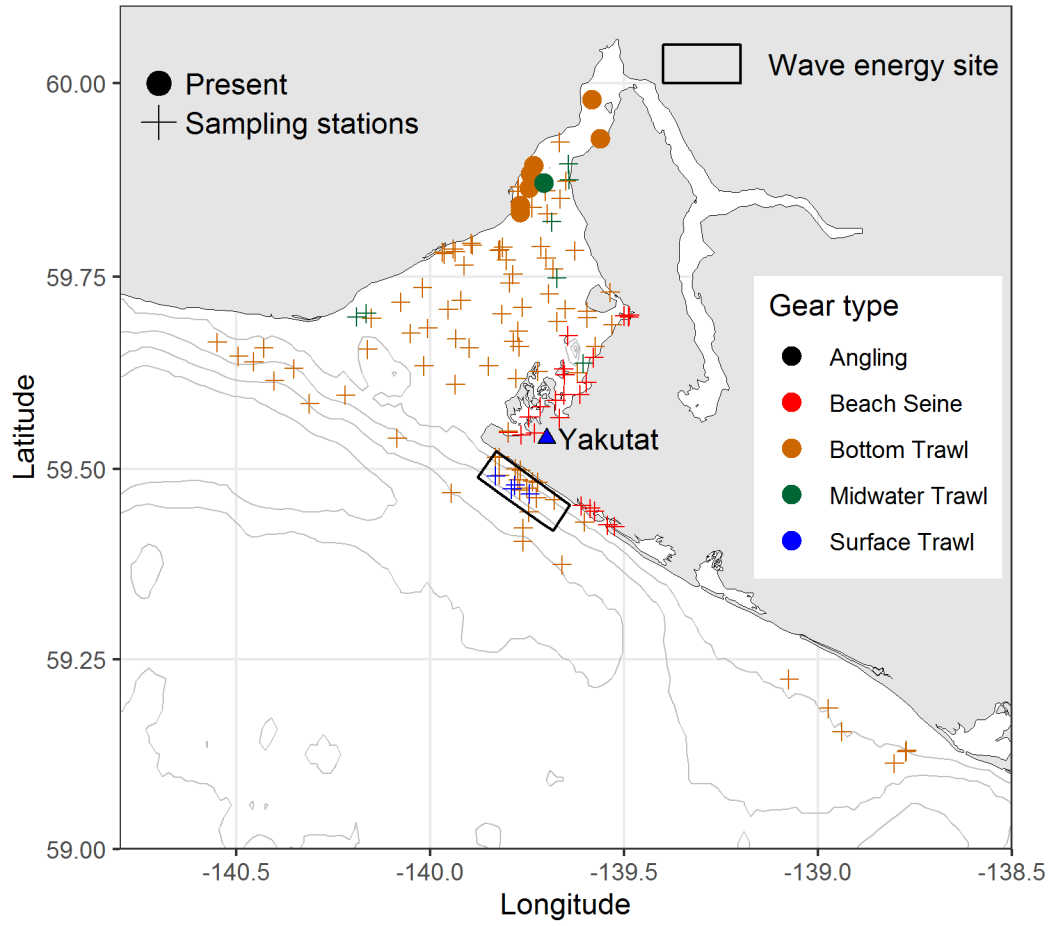 Present
Sampling stations
Wave energy site
Yakutat
Gear type
Angling
Beach Seine
Bottom Trawl
Midwater Trawl
Surface Trawl
Latitude
60.00
59.75
59.50
59.25
59.00
-140.5
-140.0
-139.5
-139.0
-138.5
Longitude